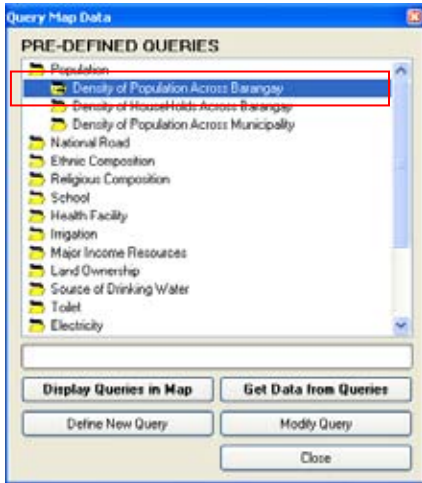 Query Map Data
PRE-DEFINED QUERIES
Population
Density of Population Across Barangay
Density of HouseHolds Across Barangay
Density of Population Across Municipality
National Road
Ethnic Composition
Religious Composition
School
Health Facility
Irrigation
Major Income Resources
Land Ownership
Source of Drinking Water
Toilet
Electricity
Display Queries in Map Get Data from Queries
Define New Query Modify Query
Close